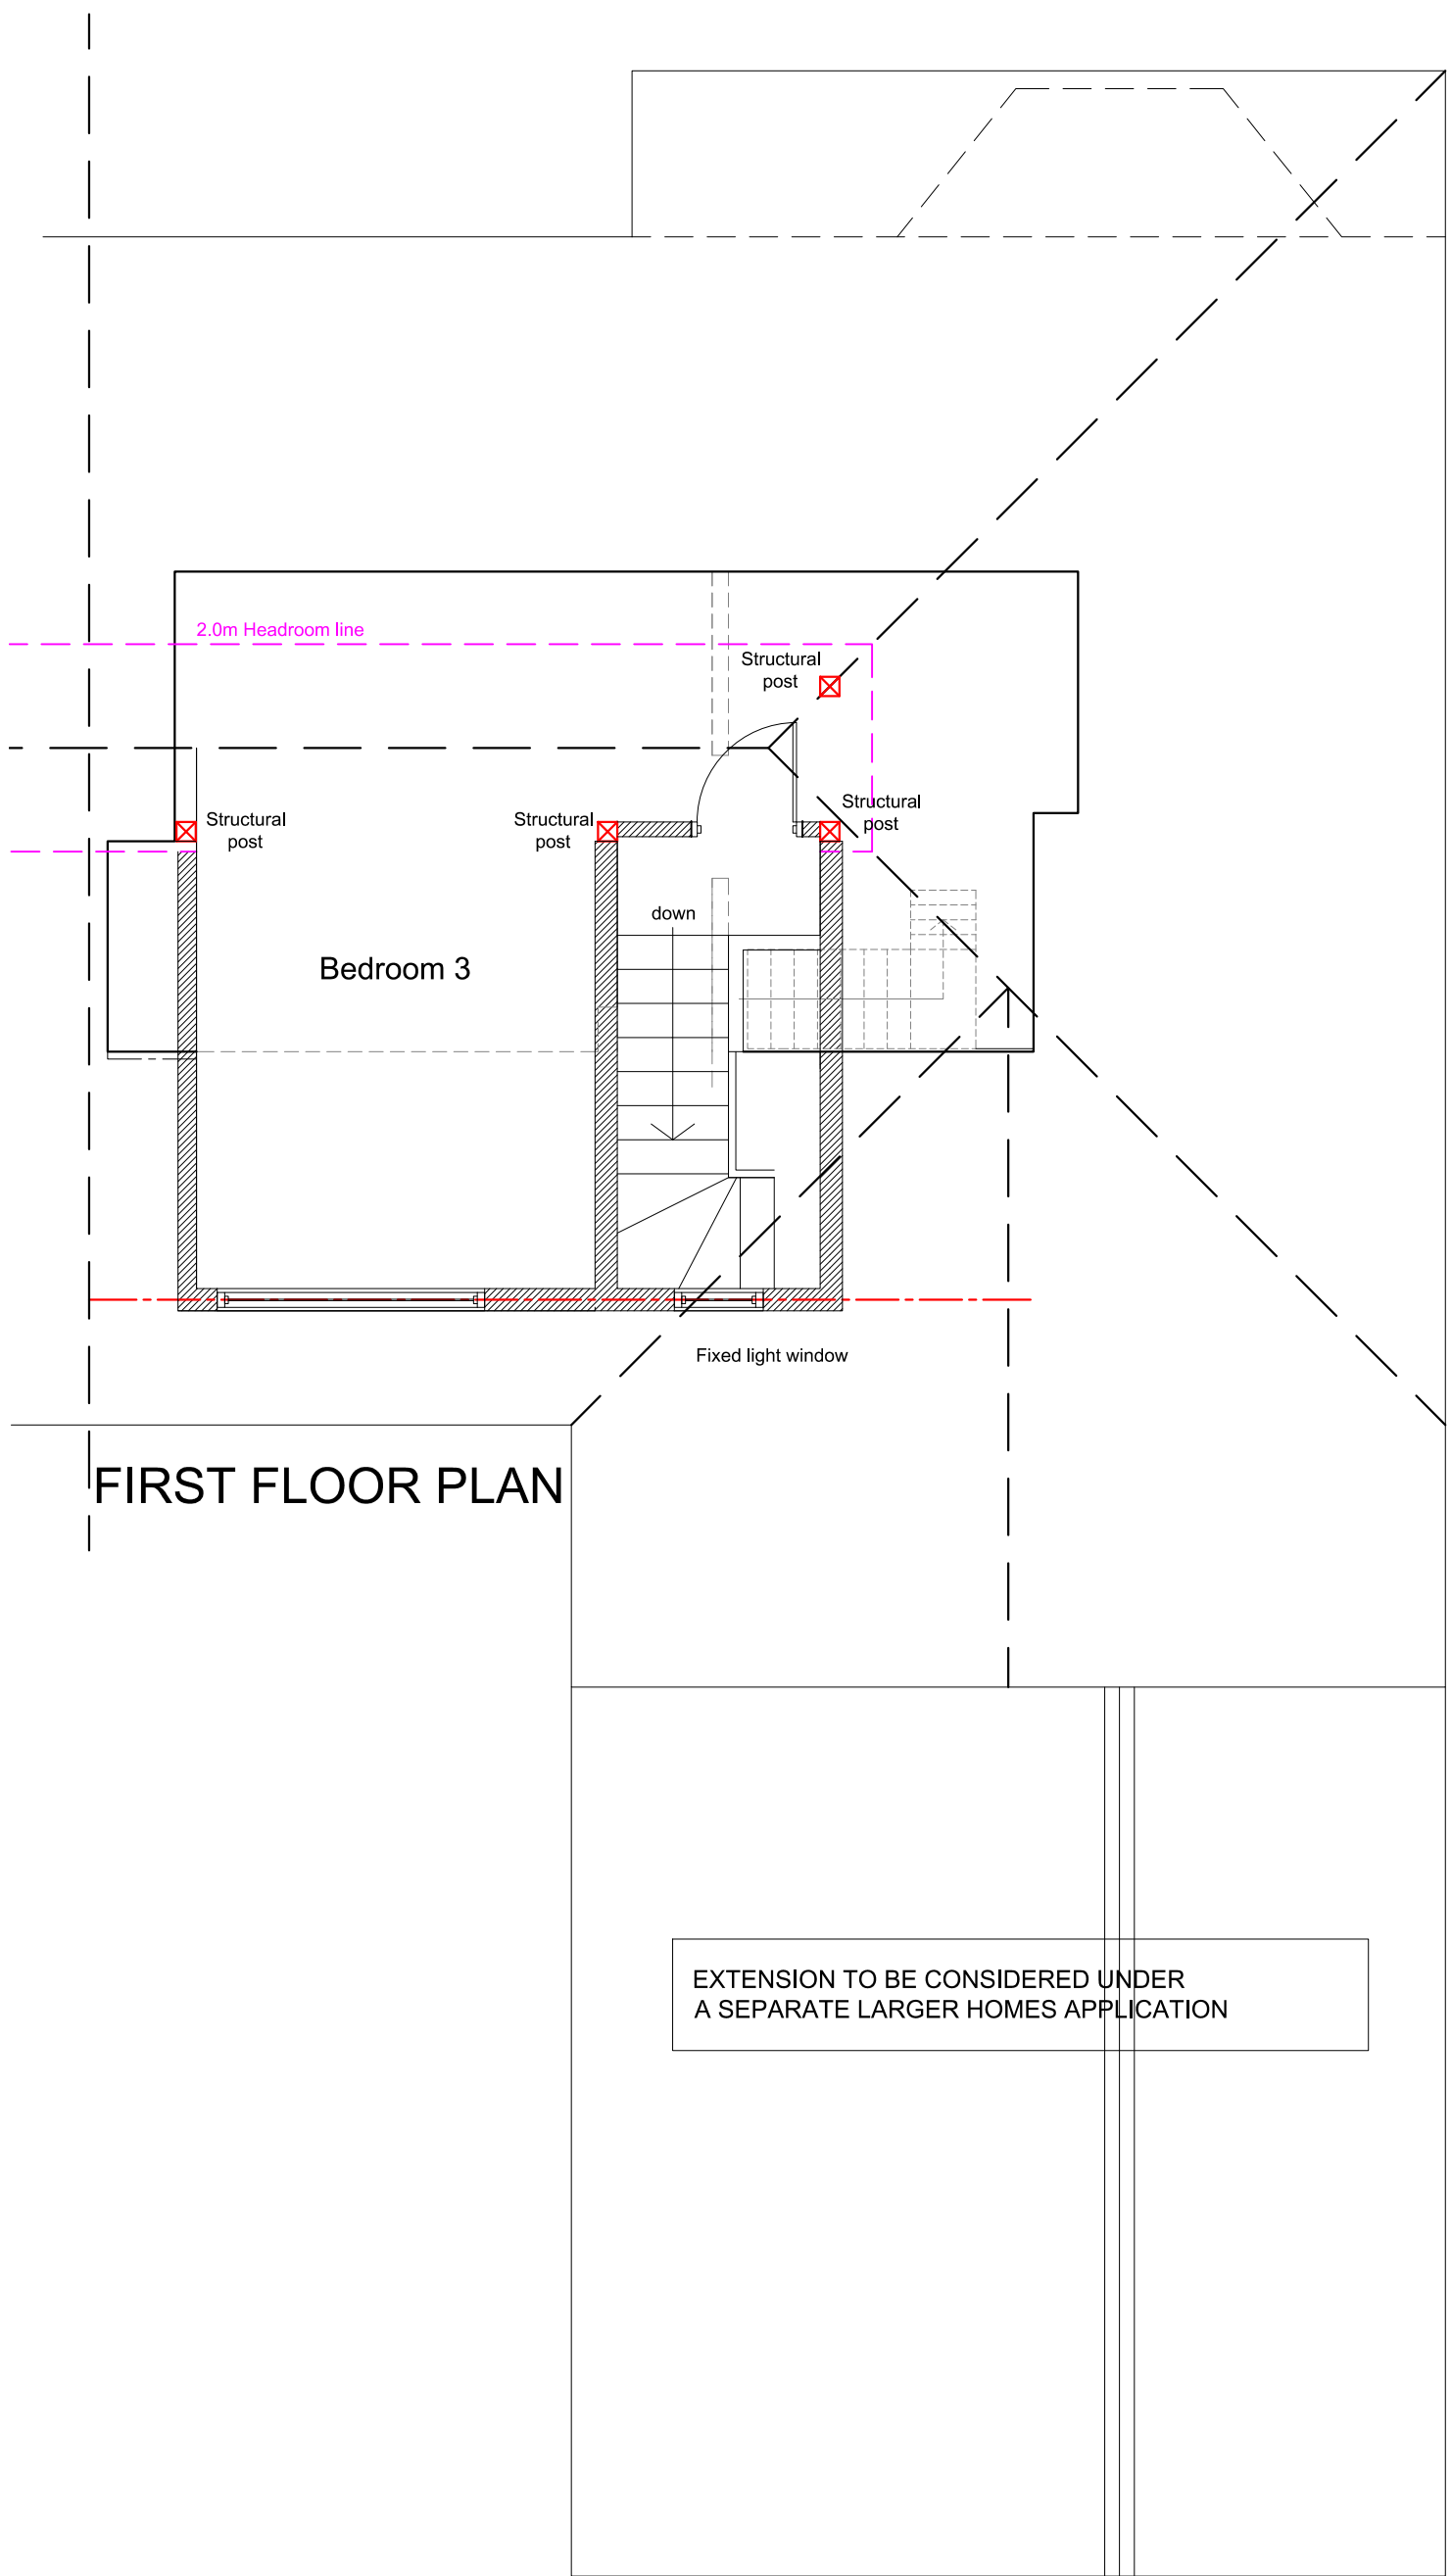 2.0m Headroom line
Structural
post
Structural
post
Structural
post
Structural
post
down
Bedroom 3
Fixed light window
FIRST FLOOR PLAN
EXTENSION TO BE CONSIDERED UNDER
A SEPARATE LARGER HOMES APPLICATION